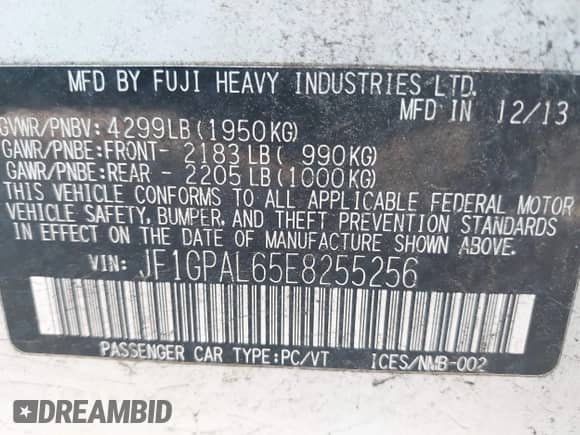 MFD BY FUJI HEAVY INDUSTRIES LTD.
MFD IN 12/13
GVWR/PNBV: 4299LB(1950KG)
GAWR/PNBE:FRONT- 2183LB( 990KG)
GAWR/PNBE:REAR - 2205LB(1000KG)
THIS VEHICLE CONFORMS TO ALL APPLICABLE FEDERAL MOTOR
VEHICLE SAFETY, BUMPER, AND THEFT PREVENTION STANDARDS
IN EFFECT ON THE DATE OF MANUFACTURE SHOWN ABOVE.
VIN: JF1GPAL65E8255256
PASSENGER CAR TYPE:PC/VT ICES/NMB-002
DREAMBID